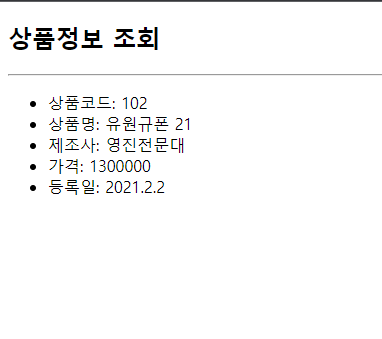 상품정보 조회
상품코드: 102
상품명: 유원규폰 21
제조사: 영진전문대
가격: 1300000
등록일: 2021.2.2